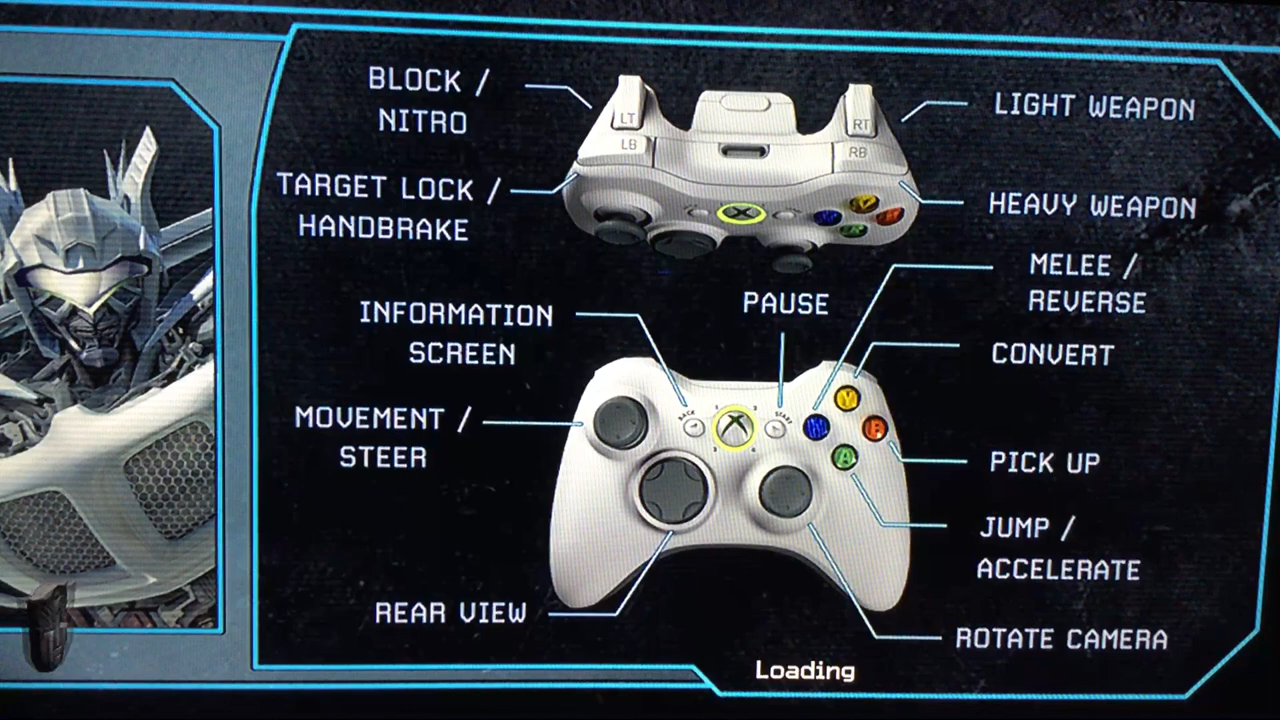 BLOCK /
NITRO
LT
RT
LIGHT WEAPON
LB
RB
TARGET LOCK /
HANDBRAKE
Y
HEAVY WEAPON
MELEE /
REVERSE
INFORMATION
SCREEN
PAUSE
CONVERT
Y
MOVEMENT /
STEER
BACK
START
B
A
PICK UP
JUMP /
ACCELERATE
REAR VIEW
ROTATE CAMERA
Loading